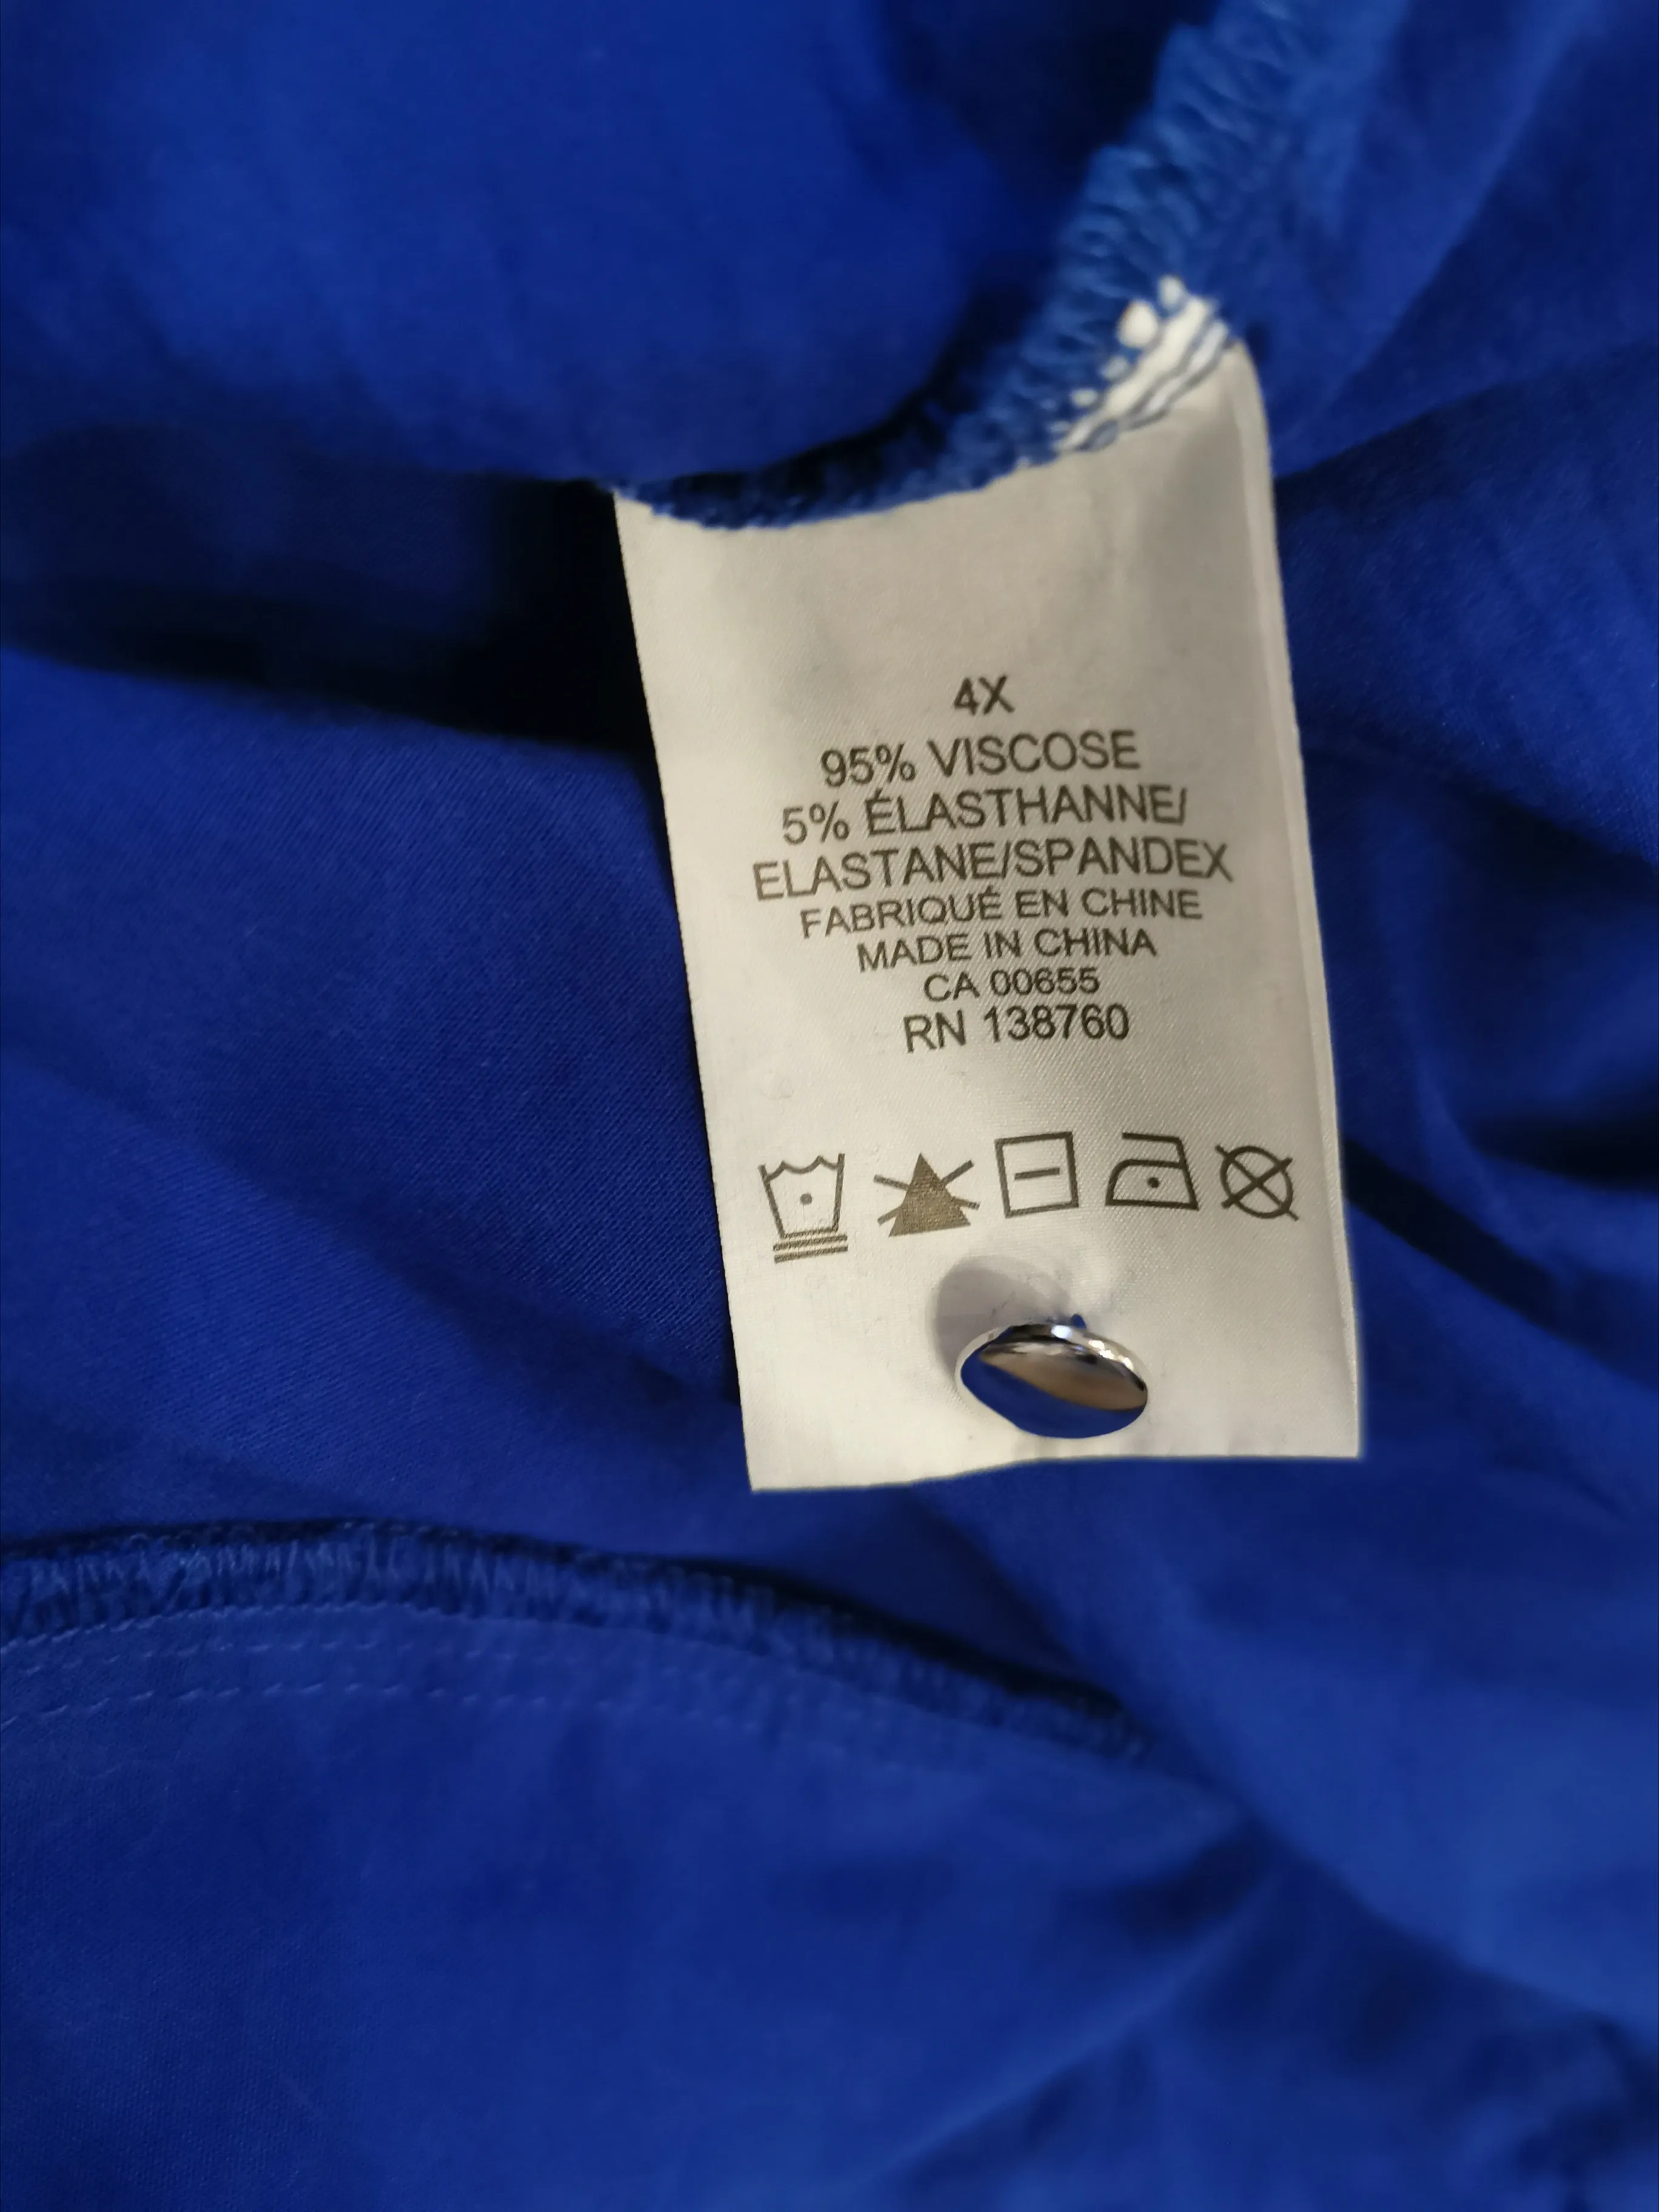 4X
95% VISCOSE
5% ÉLASTHANNE/
ELASTANE/SPANDEX
FABRIQUÉ EN CHINE
MADE IN CHINA
CA 00655
RN 138760